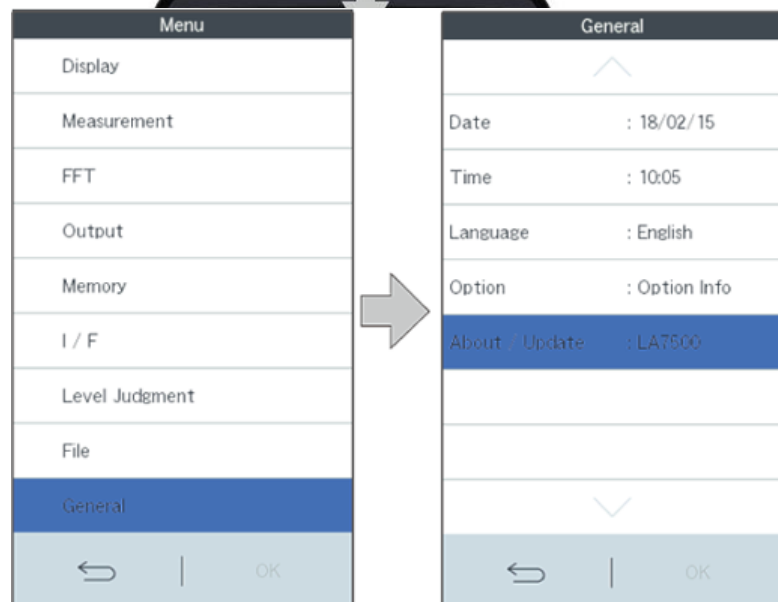 Menu
Display
Measurement
FFT
Output
Memory
I / F
Level Judgment
File
General
OK
General
Date : 18/02/15
Time : 10:05
Language : English
Option : Option Info
About / Update : LA7500
OK